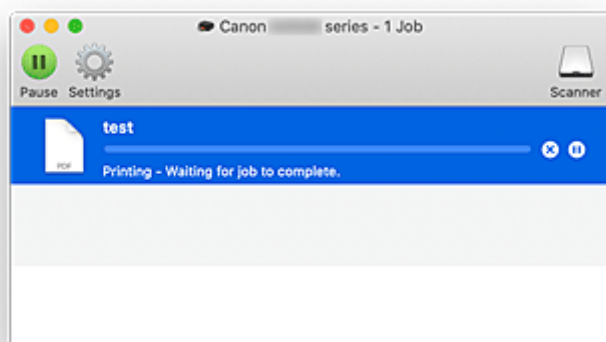 Canon series - 1 Job
Pause Settings Scanner
test
PDF
Printing - Waiting for job to complete.